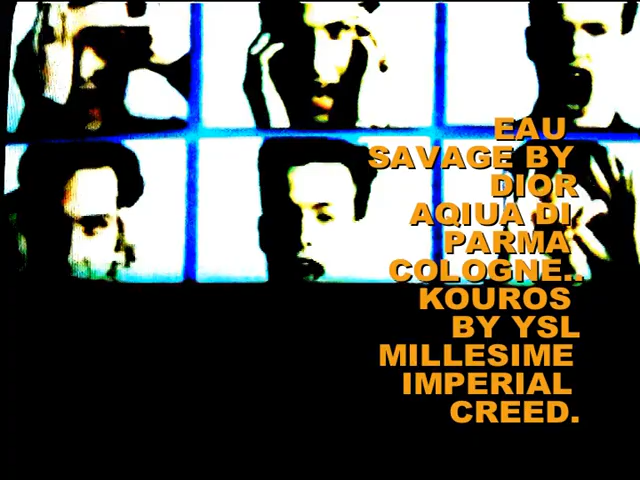 EAU
SAVAGE BY
DIOR
AQIUA DI
PARMA
COLOGNE..
KOUROS
BY YSL
MILLESIME
IMPERIAL
CREED.